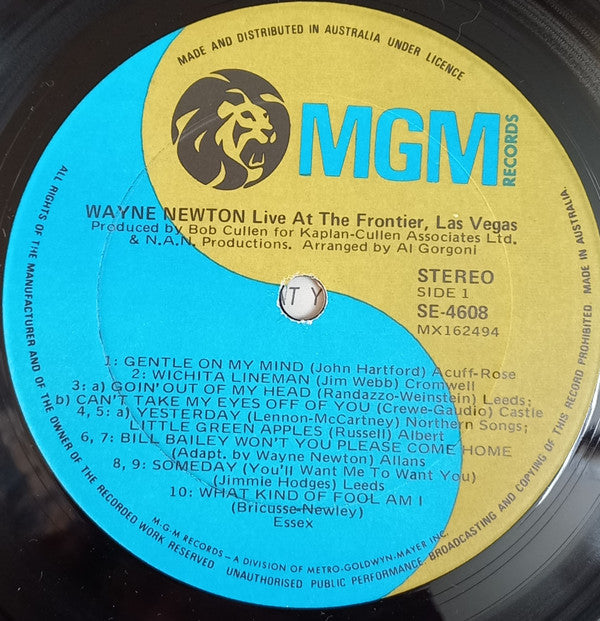 MADE AND DISTRIBUTED IN AUSTRALIA UNDER LICENCE
MGM
RECORDS
WAYNE NEWTON Live At The Frontier, Las Vegas
Produced by Bob Cullen for Kaplan-Cullen Associates Ltd.
& N.A.N. Productions. Arranged by Al Gorgoni
STEREO
SIDE 1
SE-4608
MX162494
NT Y
1: GENTLE ON MY MIND (John Hartford) Acuff-Rose
2: WICHITA LINEMAN (Jim Webb) Cromwell
3: a) GOIN' OUT OF MY HEAD (Randazzo-Weinstein) Leeds;
b) CAN'T TAKE MY EYES OFF OF YOU (Crewe-Gaudio) Castle
4, 5: a) YESTERDAY (Lennon-McCartney) Northern Songs;
LITTLE GREEN APPLES (Russell) Albert
6, 7: BILL BAILEY WON'T YOU PLEASE COME HOME
(Adapt. by Wayne Newton) Allans
8, 9: SOMEDAY (You'll Want Me To Want You)
(Jimmie Hodges) Leeds
10: WHAT KIND OF FOOL AM I
(Bricusse-Newley)
Essex
M.G.M RECORDS – A DIVISION OF METRO-GOLDWYN-MAYER INC.
ALL RIGHTS OF THE MANUFACTURER AND OF THE OWNER OF THE RECORDED WORK RESERVED UNAUTHORISED PUBLIC PERFORMANCE, BROADCASTING AND COPYING OF THIS RECORD PROHIBITED MADE IN AUSTRALIA.